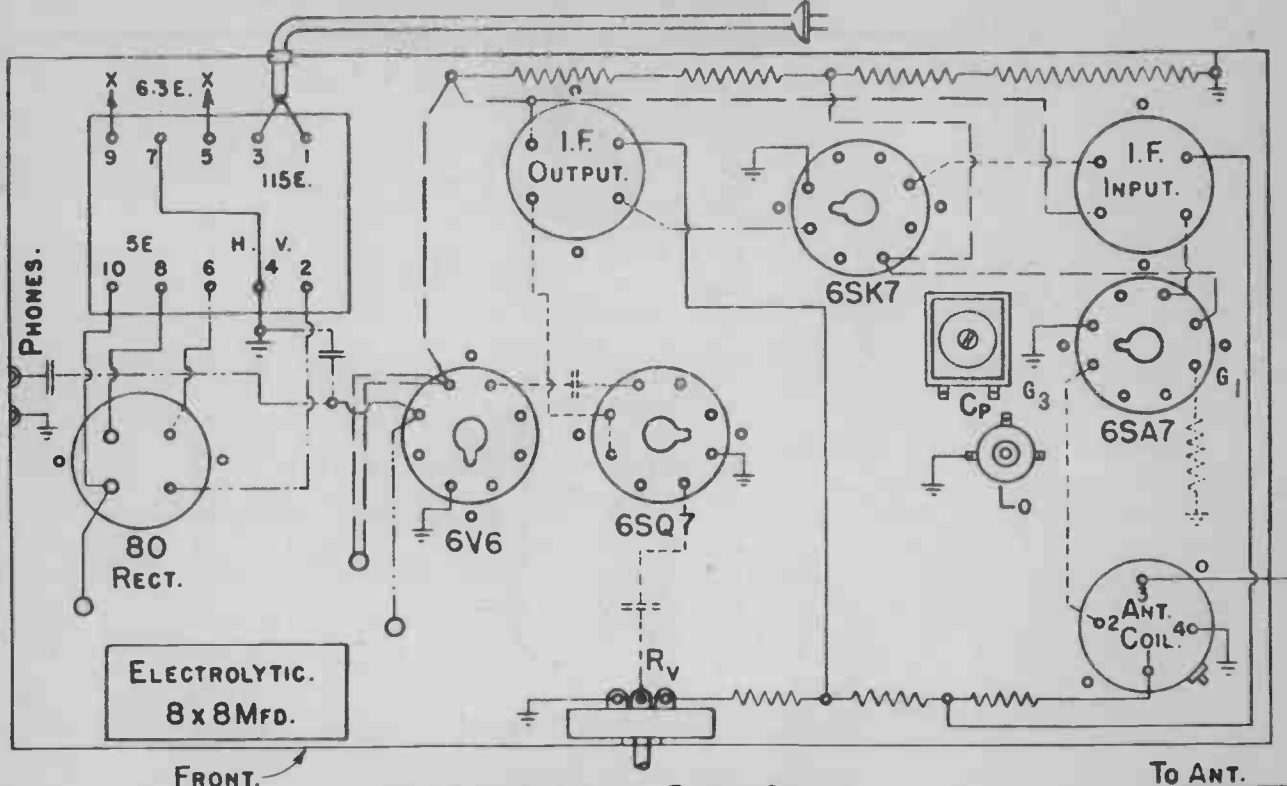 X 6.3E. X
9 7 5 3 1
115E.
5E H. V.
10 8 6 4 2
PHONES.
80
RECT.
ELECTROLYTIC.
8 x 8 MFD.
FRONT.
I.F.
OUTPUT.
6V6
6SQ7
RV
6SK7
I.F.
INPUT.
CP
O
G3
G1
6SA7
3
ANT.
2 4
COIL.
TO ANT.